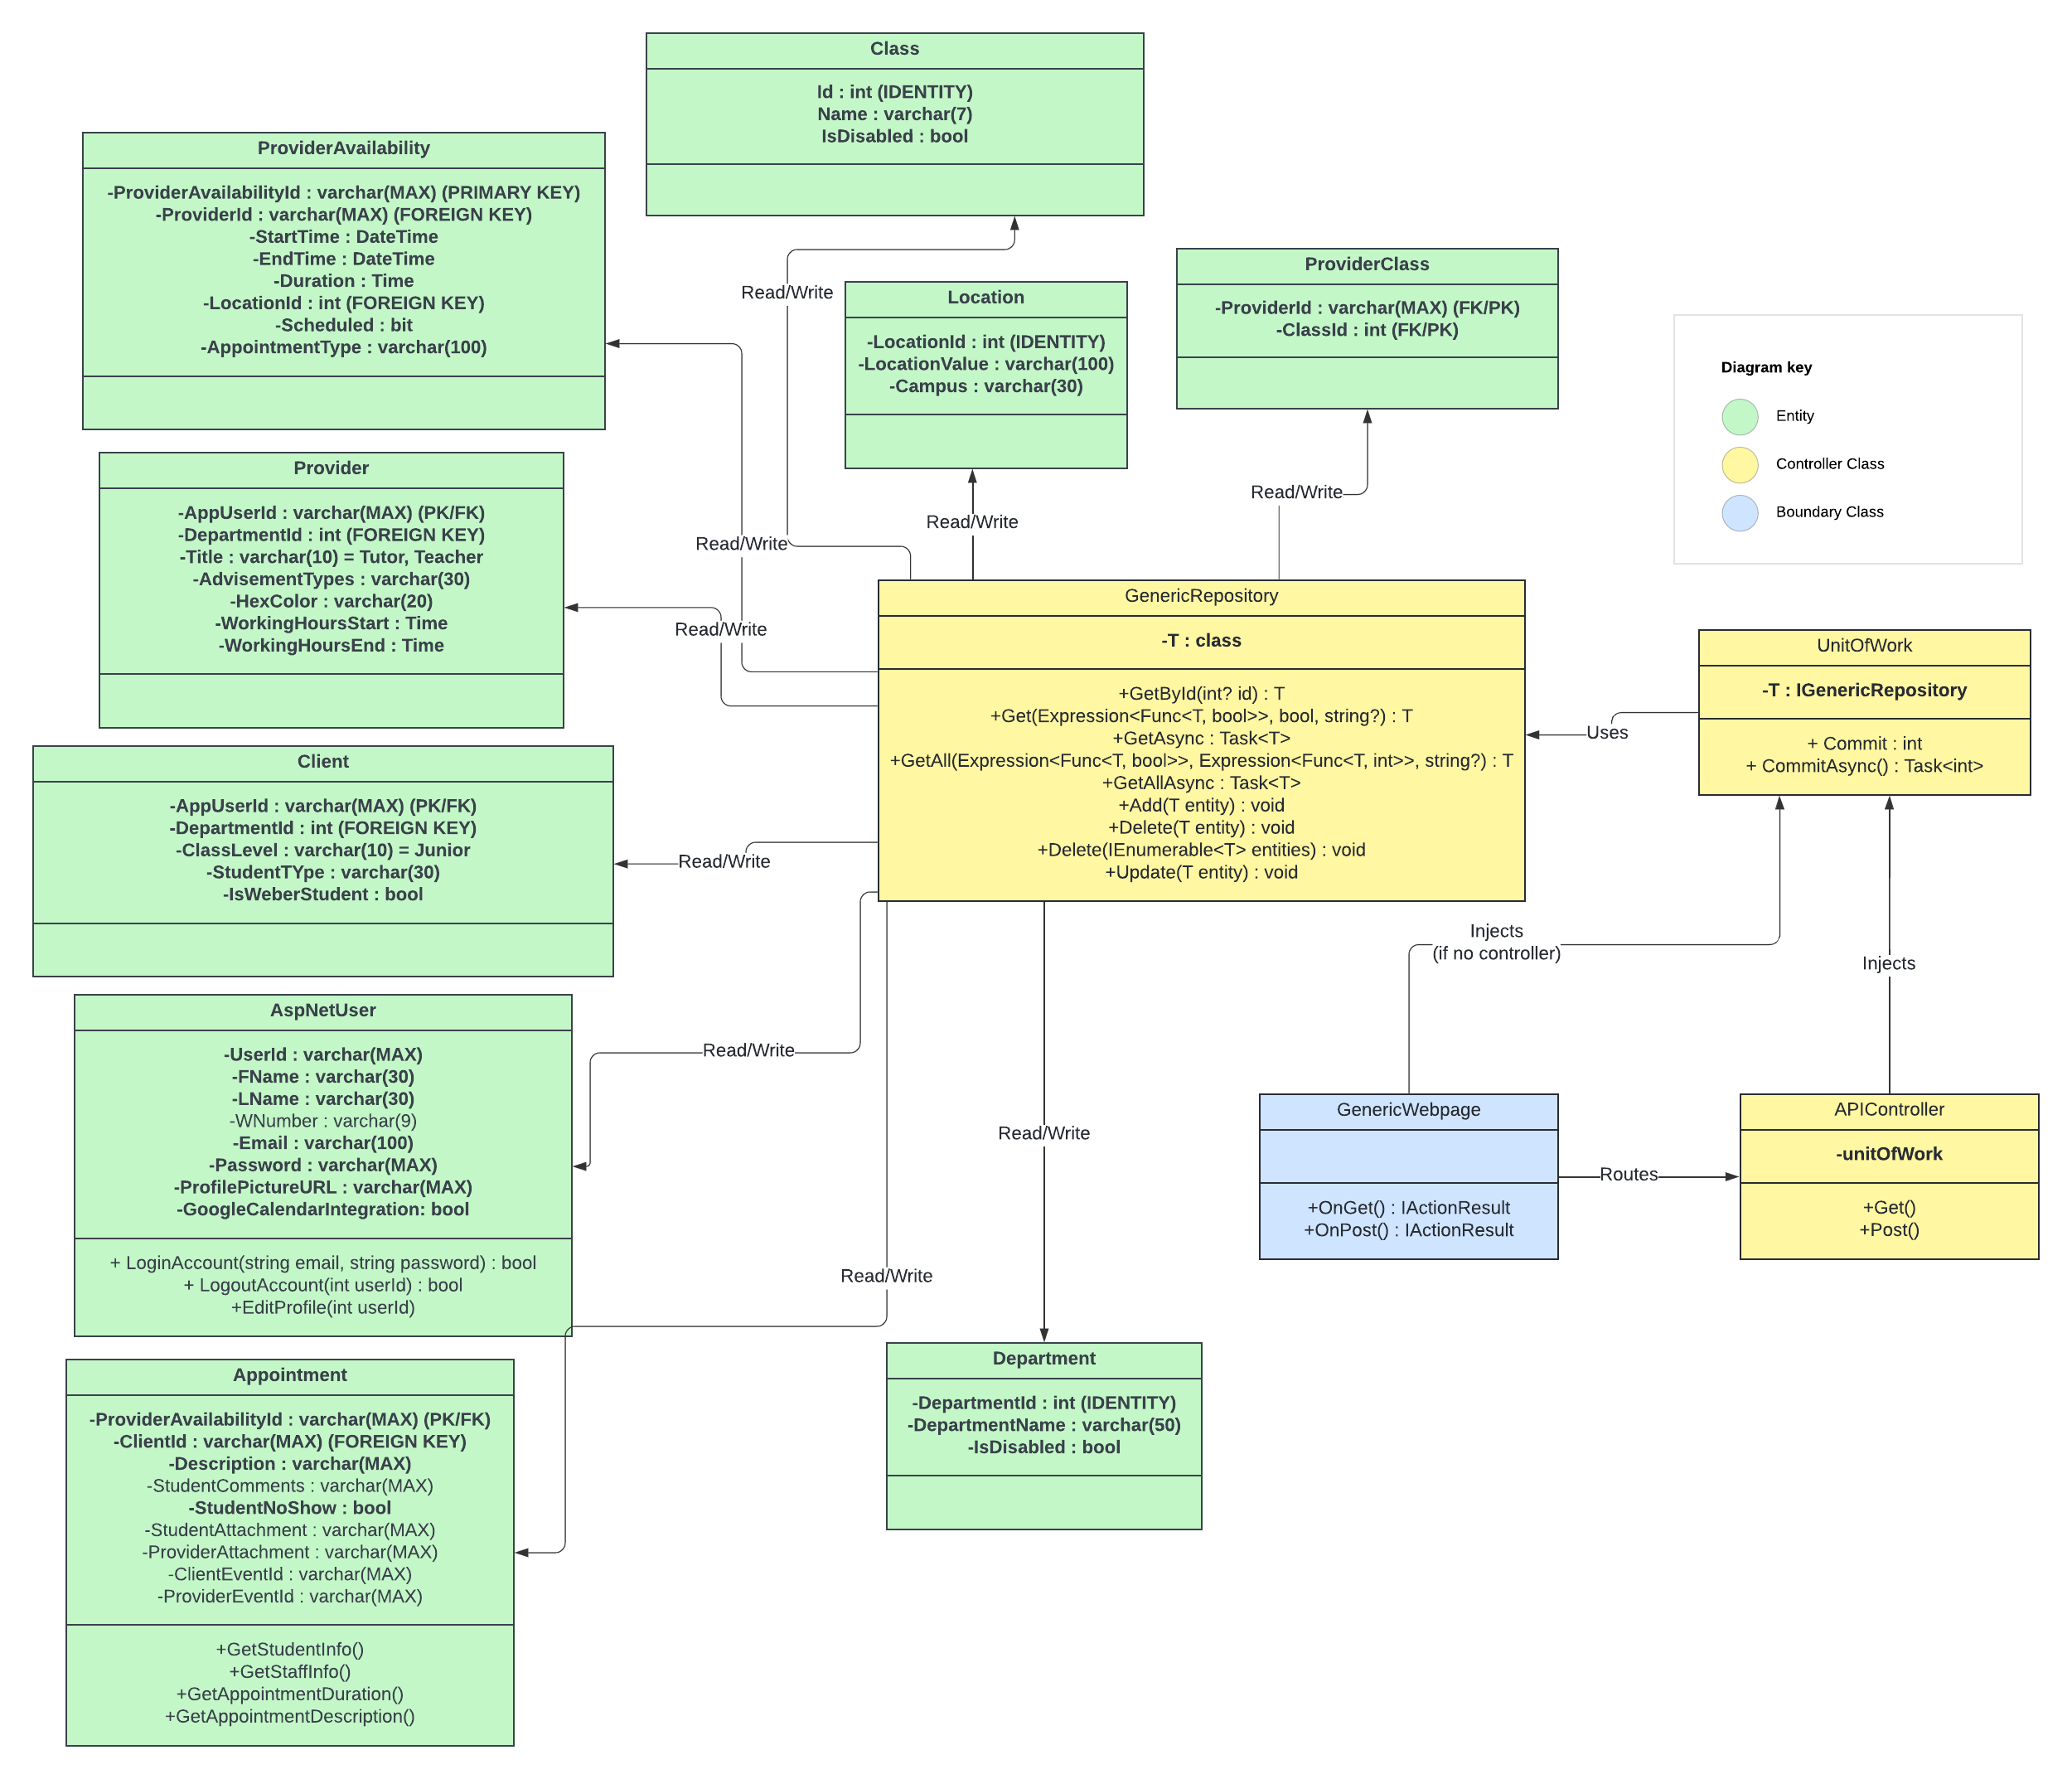 Class
Id : int (IDENTITY)
Name : varchar(7)
IsDisabled : bool
ProviderAvailability
-ProviderAvailabilityId : varchar(MAX) (PRIMARY KEY)
-ProviderId : varchar(MAX) (FOREIGN KEY)
-StartTime : DateTime
-EndTime : DateTime
-Duration : Time
-LocationId : int (FOREIGN KEY)
-Scheduled : bit
-AppointmentType : varchar(100)
Read/Write
Location
-LocationId : int (IDENTITY)
-LocationValue : varchar(100)
-Campus : varchar(30)
ProviderClass
-ProviderId : varchar(MAX) (FK/PK)
-ClassId : int (FK/PK)
Diagram key
Entity
Controller Class
Boundary Class
Provider
-AppUserId : varchar(MAX) (PK/FK)
-DepartmentId : int (FOREIGN KEY)
-Title : varchar(10) = Tutor, Teacher
-AdvisementTypes : varchar(30)
-HexColor : varchar(20)
-WorkingHoursStart : Time
-WorkingHoursEnd : Time
Read/Write
Read/Write
Read/Write
Read/Write
GenericRepository
-T : class
+GetById(int? id) : T
+Get(Expression<Func<T, bool>>, bool, string?) : T
+GetAsync : Task<T>
+GetAll(Expression<Func<T, bool>>, Expression<Func<T, int>>, string?) : T
+GetAllAsync : Task<T>
+Add(T entity) : void
+Delete(T entity) : void
+Delete(IEnumerable<T> entities) : void
+Update(T entity) : void
Uses
UnitOfWork
-T : IGenericRepository
+ Commit : int
+ CommitAsync() : Task<int>
Client
-AppUserId : varchar(MAX) (PK/FK)
-DepartmentId : int (FOREIGN KEY)
-ClassLevel : varchar(10) = Junior
-StudentTYpe : varchar(30)
-IsWeberStudent : bool
Read/Write
Injects
(if no controller)
Injects
AspNetUser
-UserId : varchar(MAX)
-FName : varchar(30)
-LName : varchar(30)
-WNumber : varchar(9)
-Email : varchar(100)
-Password : varchar(MAX)
-ProfilePictureURL : varchar(MAX)
-GoogleCalendarIntegration: bool
+ LoginAccount(string email, string password) : bool
+ LogoutAccount(int userId) : bool
+EditProfile(int userId)
Read/Write
Read/Write
Read/Write
GenericWebpage
+OnGet() : IActionResult
+OnPost() : IActionResult
Routes
APIController
-unitOfWork
+Get()
+Post()
Appointment
-ProviderAvailabilityId : varchar(MAX) (PK/FK)
-ClientId : varchar(MAX) (FOREIGN KEY)
-Description : varchar(MAX)
-StudentComments : varchar(MAX)
-StudentNoShow : bool
-StudentAttachment : varchar(MAX)
-ProviderAttachment : varchar(MAX)
-ClientEventId : varchar(MAX)
-ProviderEventId : varchar(MAX)
+GetStudentInfo()
+GetStaffInfo()
+GetAppointmentDuration()
+GetAppointmentDescription()
Department
-DepartmentId : int (IDENTITY)
-DepartmentName : varchar(50)
-IsDisabled : bool